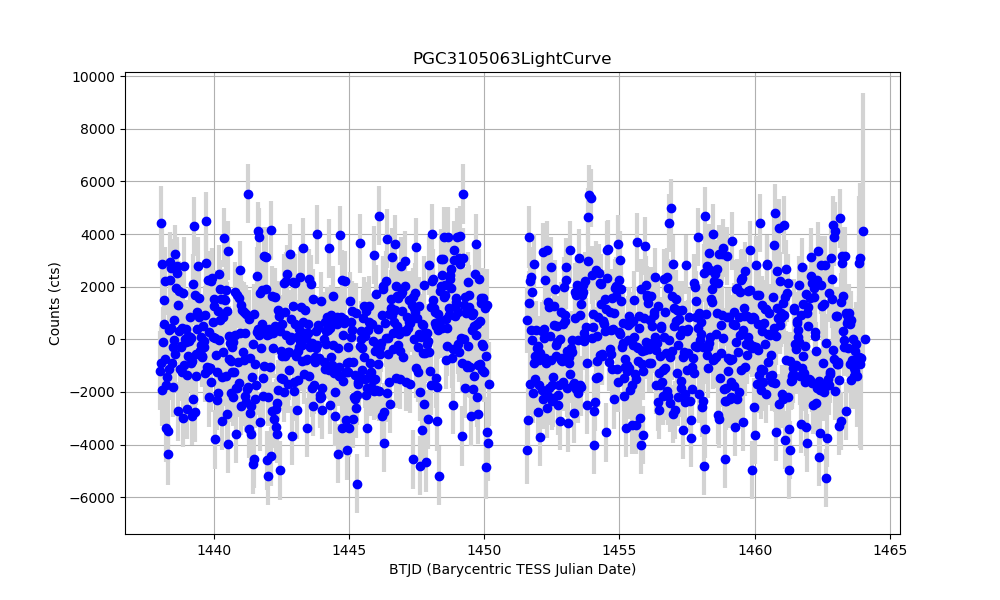 PGC3105063LightCurve
10000
8000
6000
4000
2000
0
−2000
−4000
−6000
Counts (cts)
1440 1445 1450 1455 1460 1465
BTJD (Barycentric TESS Julian Date)